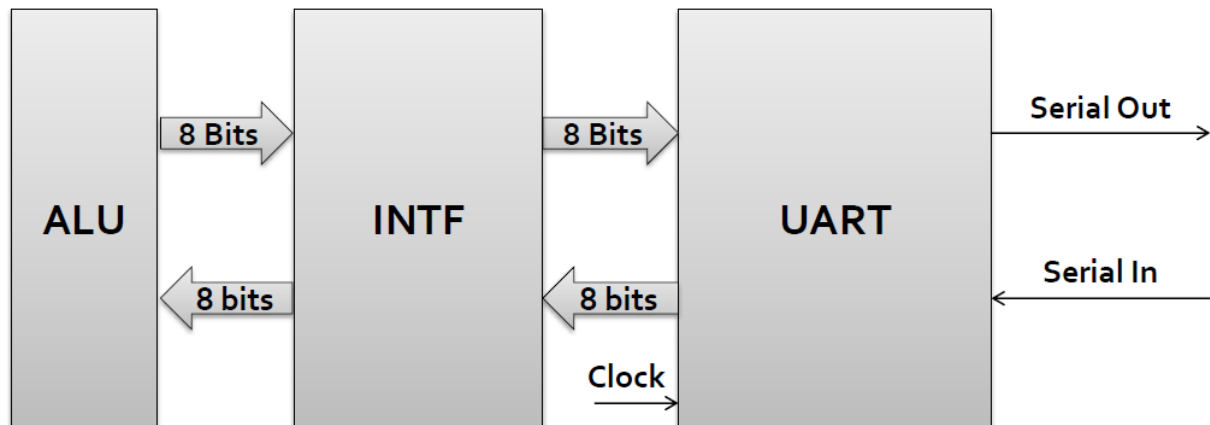 ALU
8 Bits
8 bits
INTF
8 Bits
8 bits
Clock
UART
Serial Out
Serial In